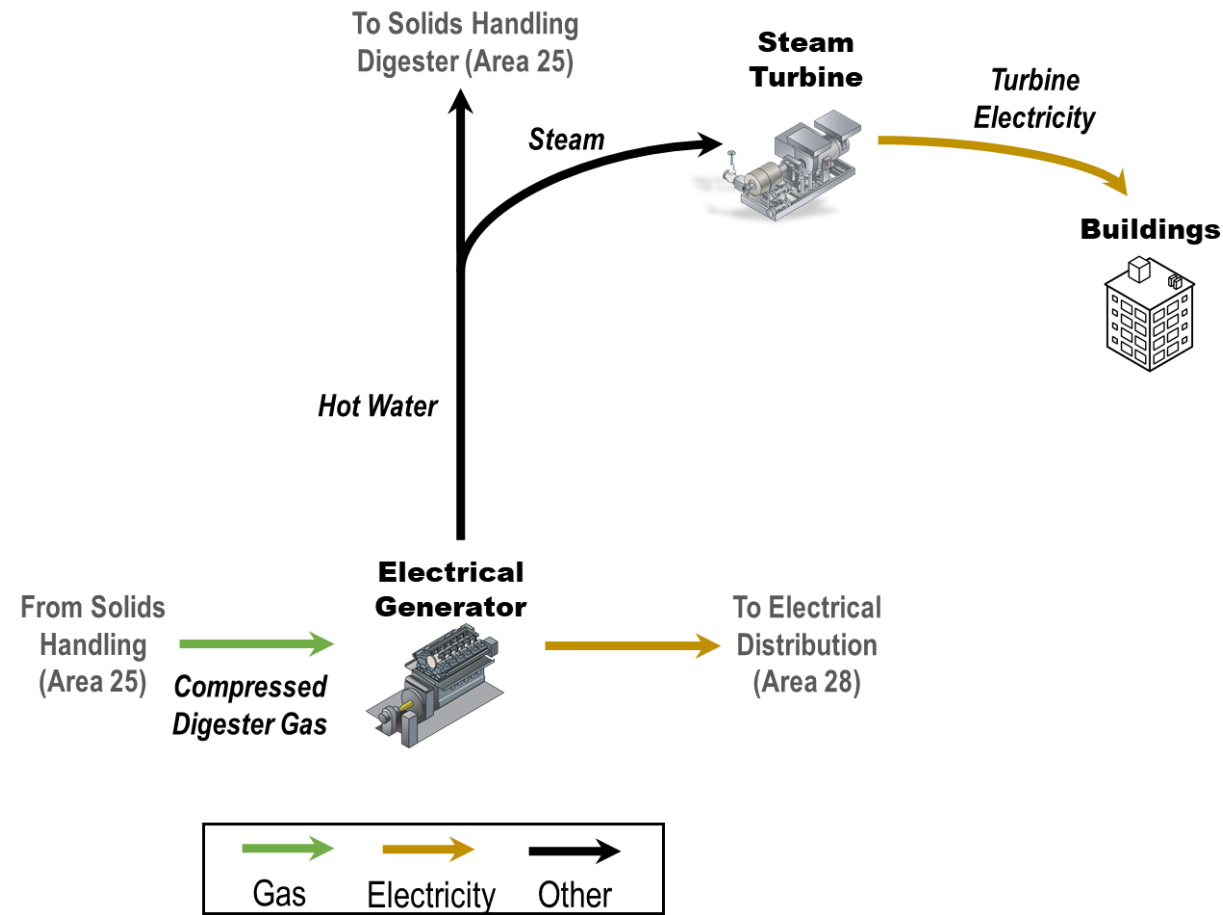 To Solids Handling
Digester (Area 25)
Steam
Turbine
Turbine
Electricity
Steam
Buildings
Hot Water
Electrical
Generator
From Solids
Handling
(Area 25)
Compressed
Digester Gas
To Electrical
Distribution
(Area 28)
Gas
Electricity
Other